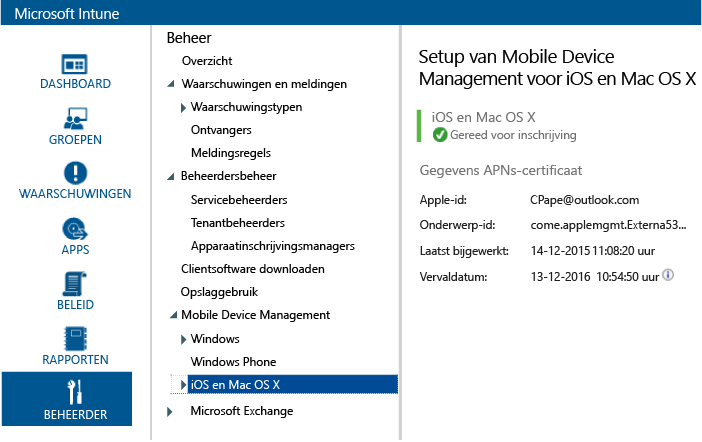 Microsoft Intune
DASHBOARD
GROEPEN
WAARSCHUWINGEN
APPS
BELEID
RAPPORTEN
BEHEERDER
Beheer
Overzicht
Waarschuwingen en meldingen
Waarschuwingstypen
Ontvangers
Meldingsregels
Beheerdersbeheer
Servicebeheerders
Tenantbeheerders
Apparaatinschrijvingsmanagers
Clientsoftware downloaden
Opslaggebruik
Mobile Device Management
Windows
Windows Phone
iOS en Mac OS X
Microsoft Exchange
Setup van Mobile Device
Management voor iOS en Mac OS X
iOS en Mac OS X
Gereed voor inschrijving
Gegevens APNs-certificaat
Apple-id: CPape@outlook.com
Onderwerp-id: come.applemgmt.Externa53...
Laatst bijgewerkt: 14-12-2015 11:08:20 uur
Vervaldatum: 13-12-2016 10:54:50 uur